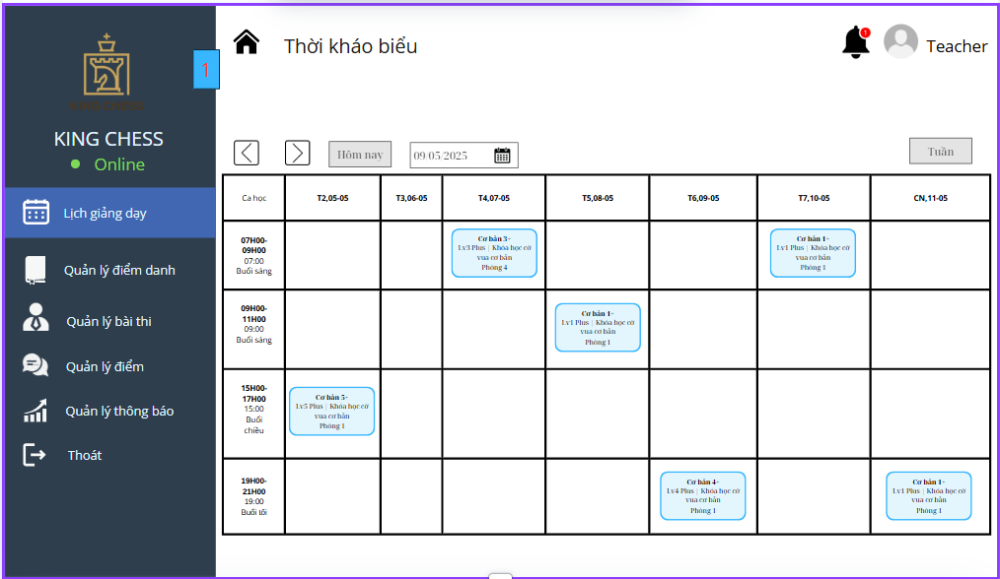 KING CHESS
Online
1
Lịch giảng dạy
Quản lý điểm danh
Quản lý bài thi
Quản lý điểm
Quản lý thông báo
Thoát
Thời kháo biểu
1
Teacher
Hôm nay
09/05/2025
Tuần
Ca học
T2,05-05
T3,06-05
T4,07-05
T5,08-05
T6,09-05
T7,10-05
CN,11-05
07H00-
09H00
07:00
Buổi sáng
Cơ bản 3-
Lv3 Plus | Khóa học cờ
vua cơ bản
Phòng 4
Cơ bản 1-
Lv1 Plus | Khóa học cờ
vua cơ bản
Phòng 1
09H00-
11H00
09:00
Buổi sáng
Cơ bản 1-
Lv1 Plus | Khóa học cờ
vua cơ bản
Phòng 1
15H00-
17H00
15:00
Buổi
chiều
Cơ bản 5-
Lv5 Plus | Khóa học cờ
vua cơ bản
Phòng 1
19H00-
21H00
19:00
Buổi tối
Cơ bản 4-
Lv4 Plus | Khóa học cờ
vua cơ bản
Phòng 1
Cơ bản 1-
Lv1 Plus | Khóa học cờ
vua cơ bản
Phòng 1